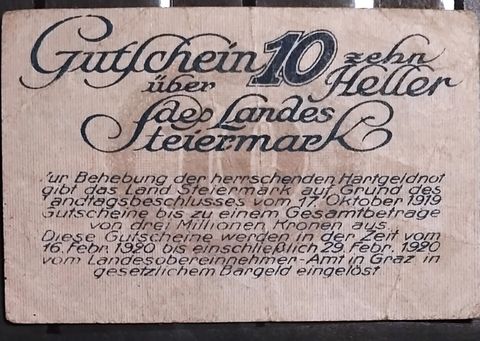 Gutschein 10 zehn
über Heller
des Landes
Steiermark
Zur Behebung der herrschenden Hartgeldnot
gibt das Land Steiermark auf Grund des
Landtagsbeschlusses vom 17. Oktober 1919
Gutscheine bis zu einem Gesamtbetrage
von drei Millionen Kronen aus.
Diese Gutscheine werden in der Zeit vom
16. Febr. 1920 bis einschließlich 29. Febr. 1920
vom Landesobereinnehmer-Amt in Graz in
gesetzlichem Bargeld eingelöst